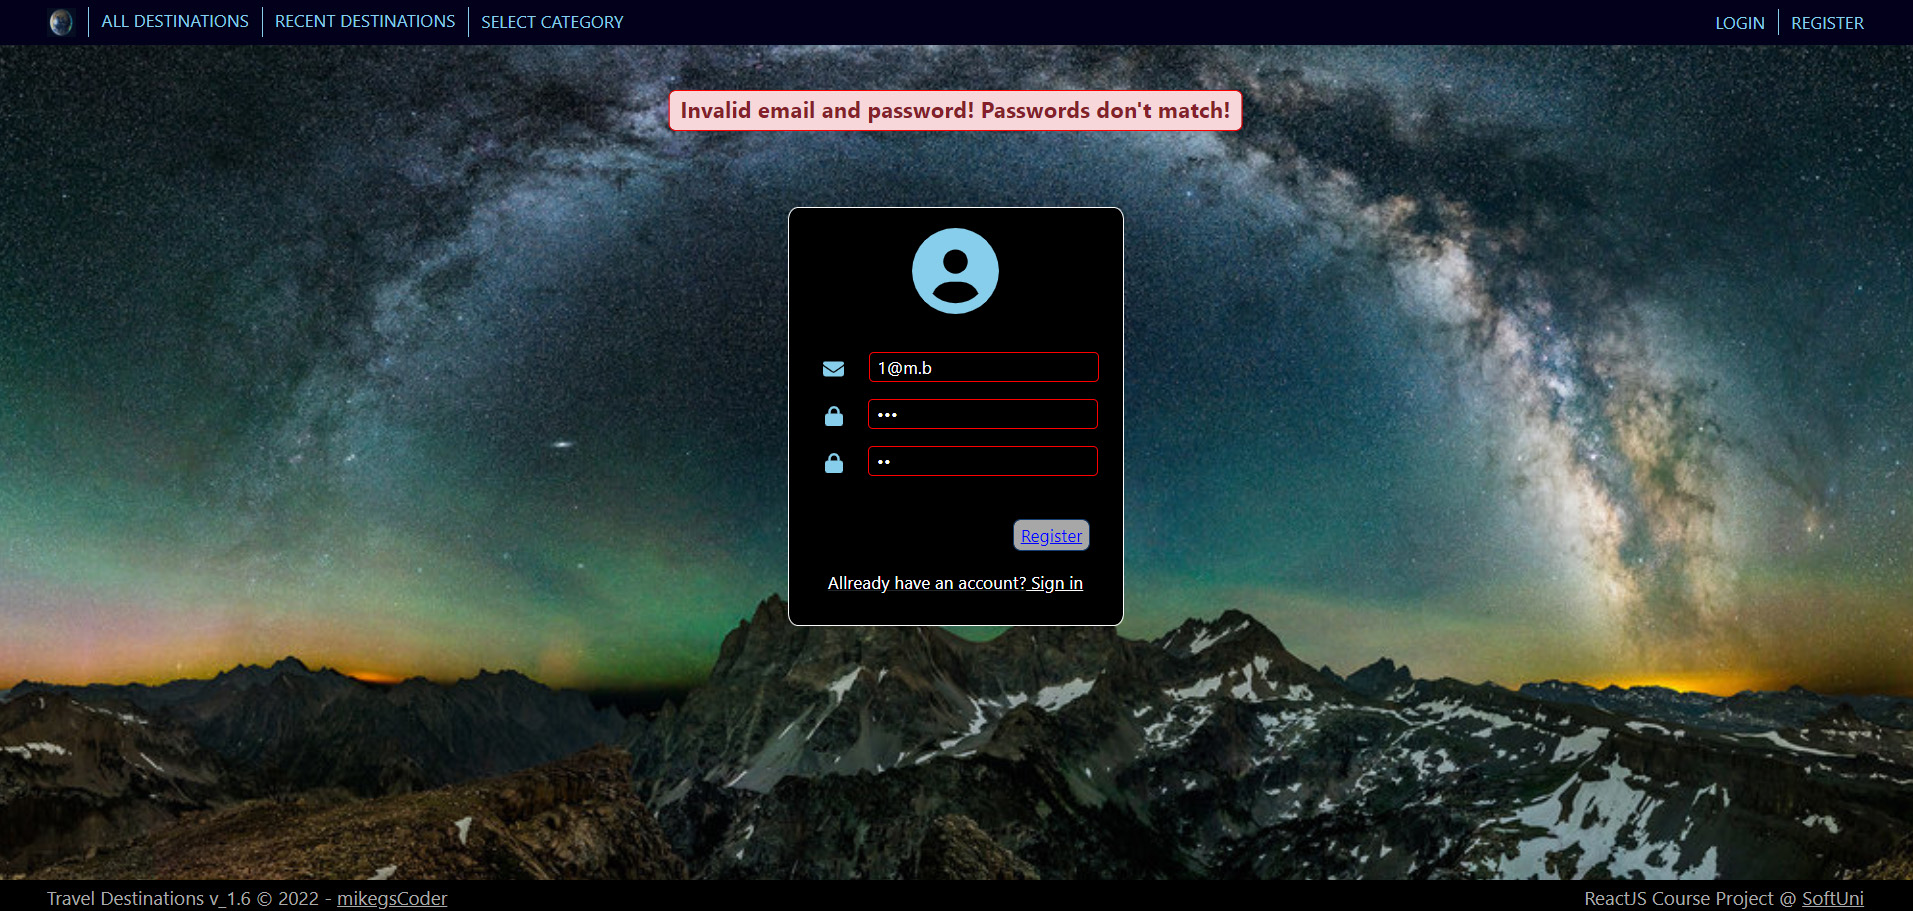 ALL DESTINATIONS RECENT DESTINATIONS SELECT CATEGORY LOGIN REGISTER
Invalid email and password! Passwords don't match!
1@m.b
•••
••
Register
Allready have an account? Sign in
Travel Destinations v_1.6 © 2022 - mikegsCoder ReactJS Course Project @ SoftUni